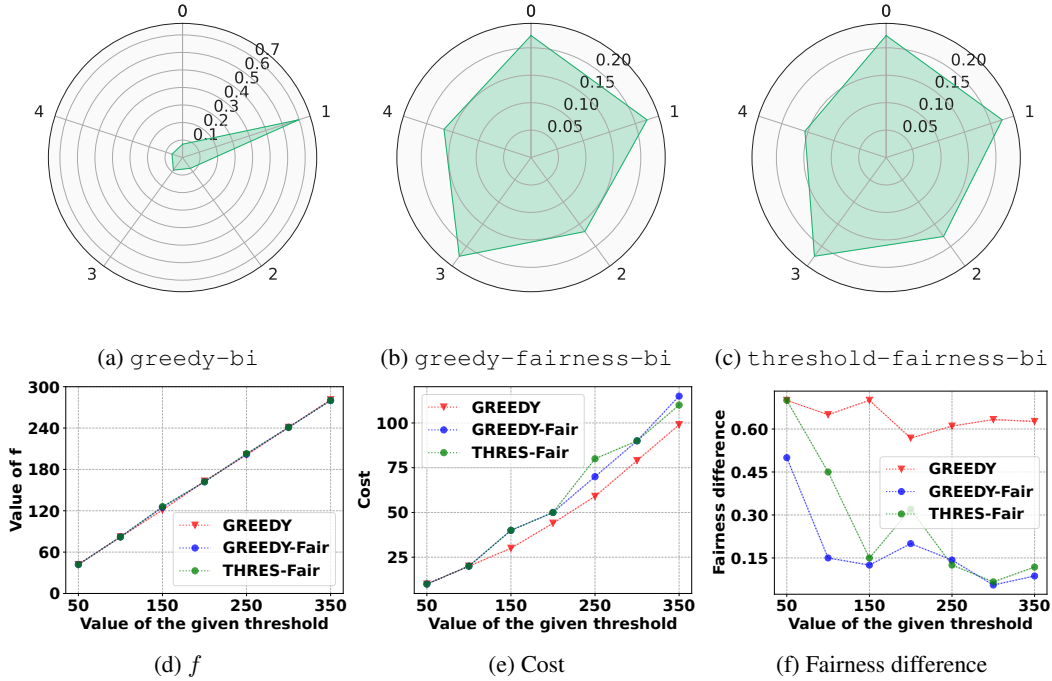 0
1
2
3
4
0.1
0.2
0.3
0.4
0.5
0.6
0.7
(a) greedy-bi
0
1
2
3
4
0.05
0.10
0.15
0.20
(b) greedy-fairness-bi
0
1
2
3
4
0.05
0.10
0.15
0.20
(c) threshold-fairness-bi
Value of f
300
240
180
120
60
0
GREEDY
GREEDY-Fair
THRES-Fair
50 150 250 350
Value of the given threshold
(d) f
Cost
100
75
50
25
GREEDY
GREEDY-Fair
THRES-Fair
50 150 250 350
Value of the given threshold
(e) Cost
Fairness difference
0.60
0.45
0.30
0.15
GREEDY
GREEDY-Fair
THRES-Fair
50 150 250 350
Value of the given threshold
(f) Fairness difference